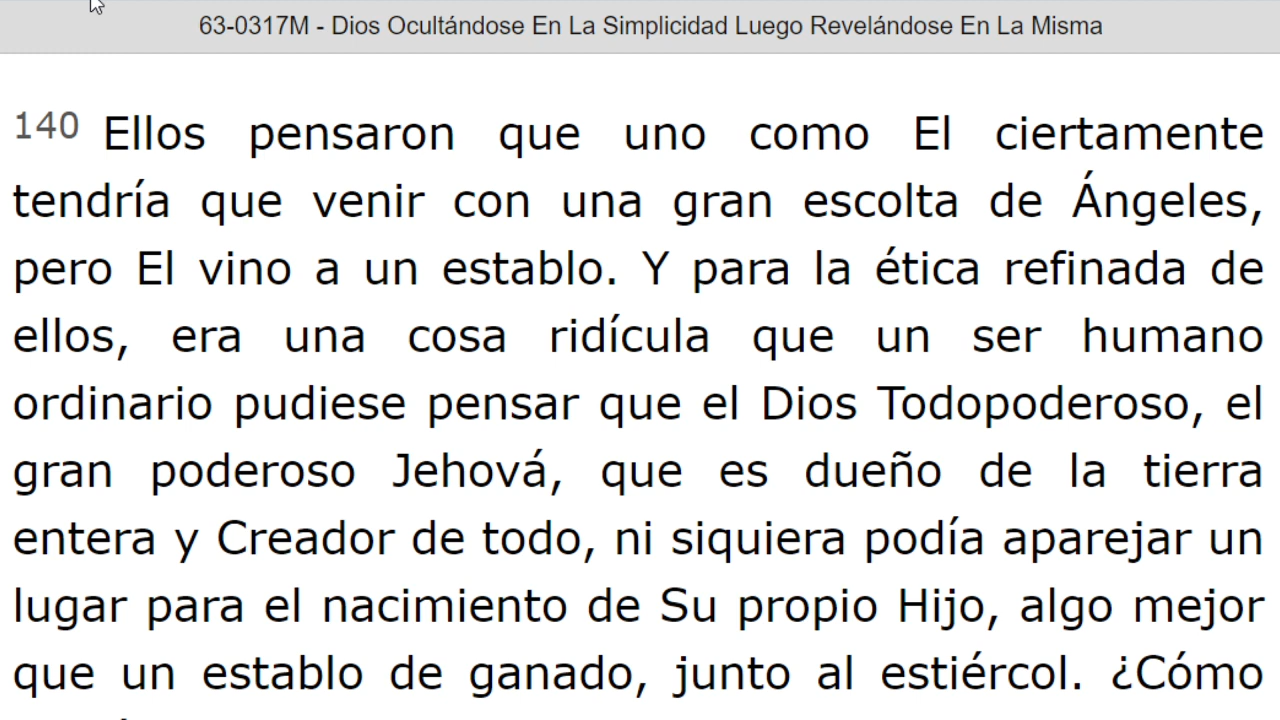 63-0317M - Dios Ocultándose En La Simplicidad Luego Revelándose En La Misma
140 Ellos pensaron que uno como El ciertamente
tendría que venir con una gran escolta de Ángeles,
pero El vino a un establo. Y para la ética refinada de
ellos, era una cosa ridícula que un ser humano
ordinario pudiese pensar que el Dios Todopoderoso, el
gran poderoso Jehová, que es dueño de la tierra
entera y Creador de todo, ni siquiera podía aparejar un
lugar para el nacimiento de Su propio Hijo, algo mejor
que un establo de ganado, junto al estiércol. ¿Cómo